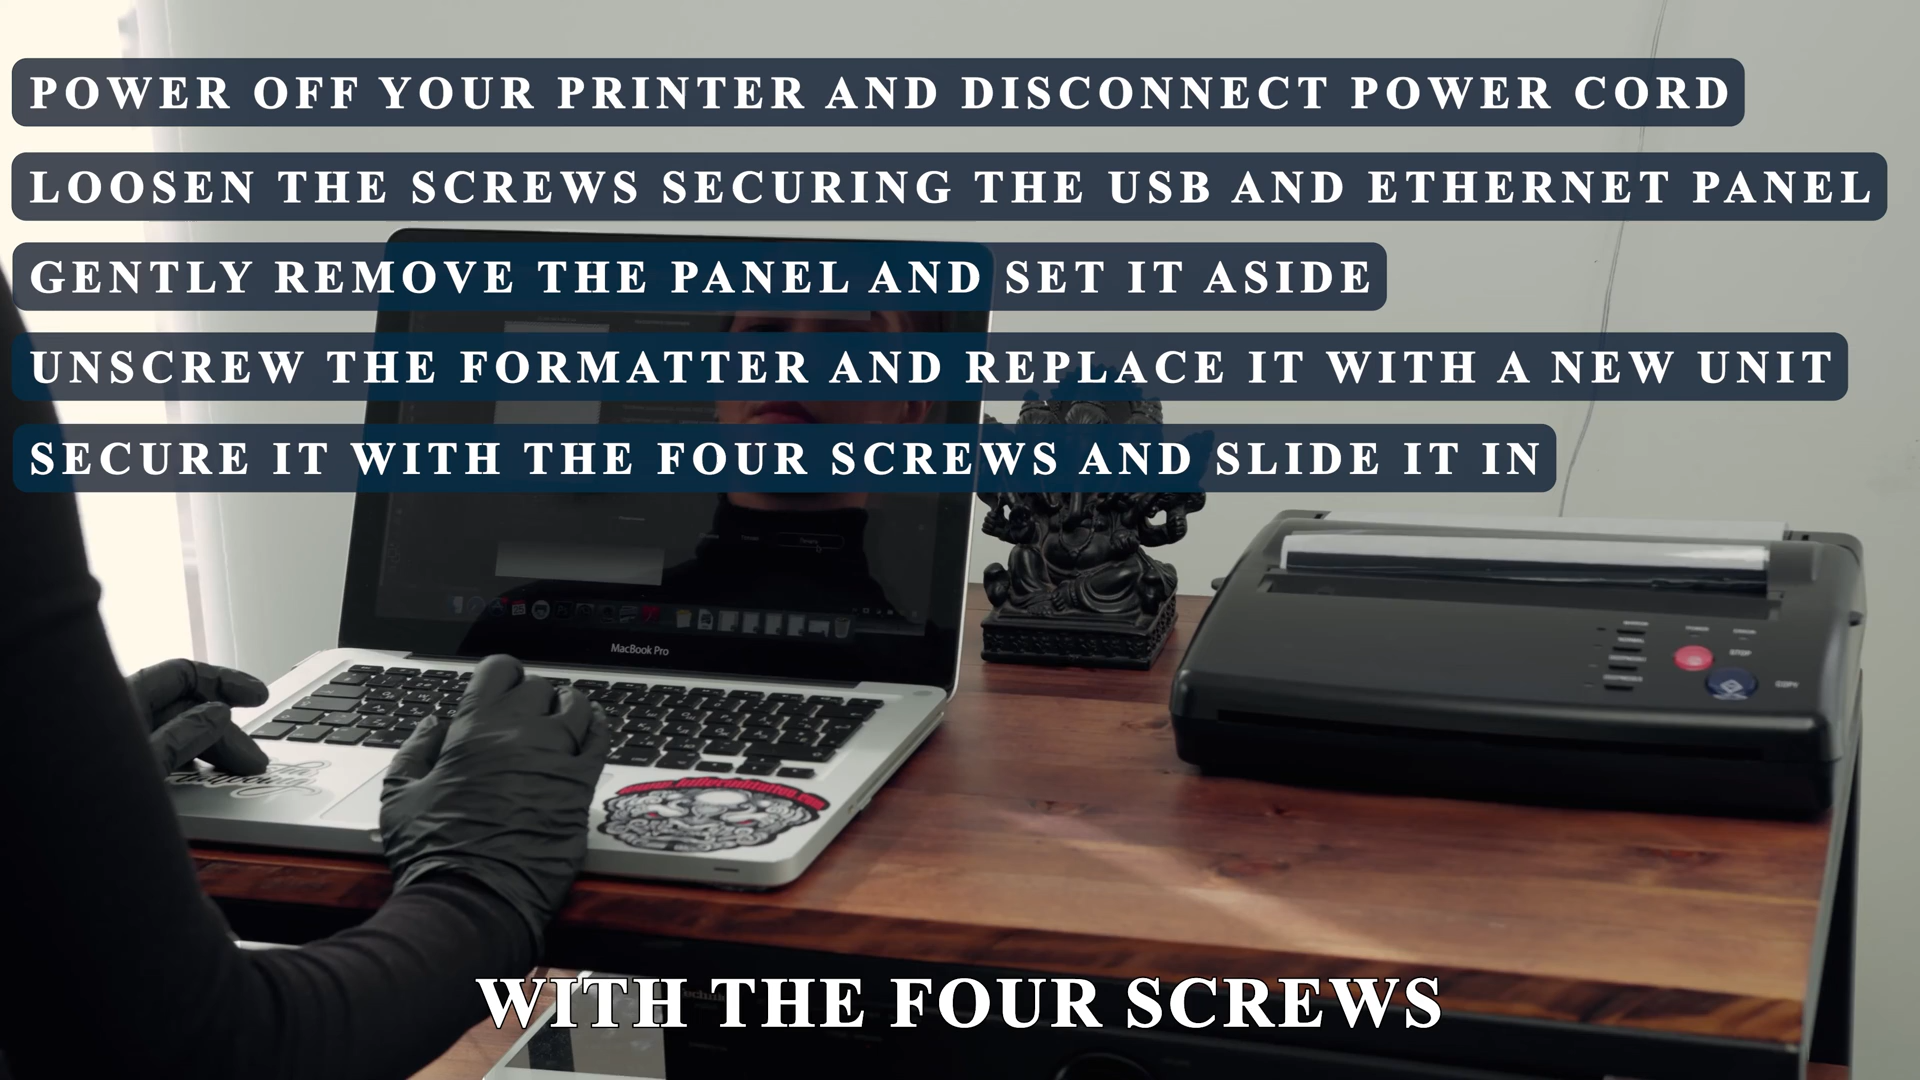 POWER OFF YOUR PRINTER AND DISCONNECT POWER CORD
LOOSEN THE SCREWS SECURING THE USB AND ETHERNET PANEL
GENTLY REMOVE THE PANEL AND SET IT ASIDE
UNSCREW THE FORMATTER AND REPLACE IT WITH A NEW UNIT
SECURE IT WITH THE FOUR SCREWS AND SLIDE IT IN
MacBook Pro
STOP
COPY
WITH THE FOUR SCREWS